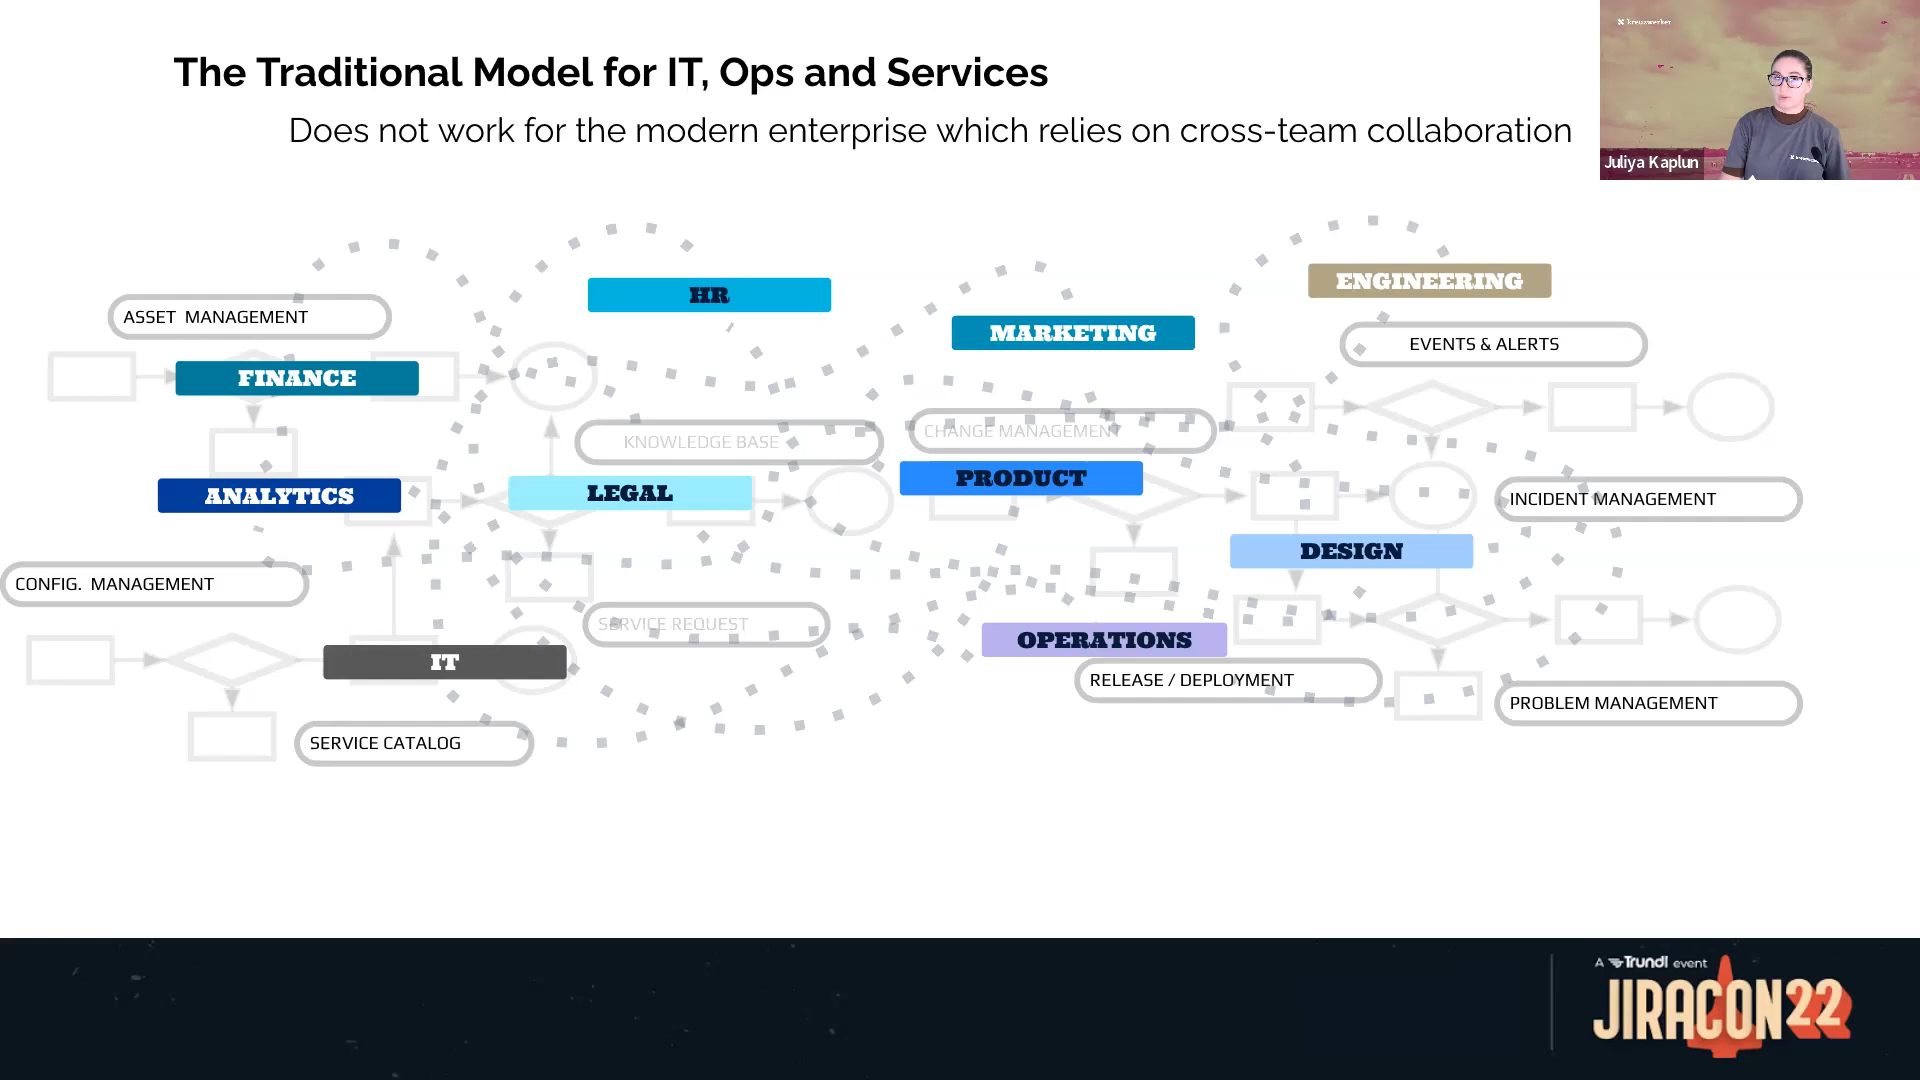 kreuzwerker
The Traditional Model for IT, Ops and Services
Does not work for the modern enterprise which relies on cross-team collaboration
Juliya Kaplun
HR
ENGINEERING
ASSET MANAGEMENT
MARKETING
EVENTS & ALERTS
FINANCE
KNOWLEDGE BASE
CHANGE MANAGEMENT
PRODUCT
ANALYTICS
LEGAL
INCIDENT MANAGEMENT
DESIGN
CONFIG. MANAGEMENT
SERVICE REQUEST
OPERATIONS
IT
RELEASE / DEPLOYMENT
PROBLEM MANAGEMENT
SERVICE CATALOG
A Trundl event
JIRACON22